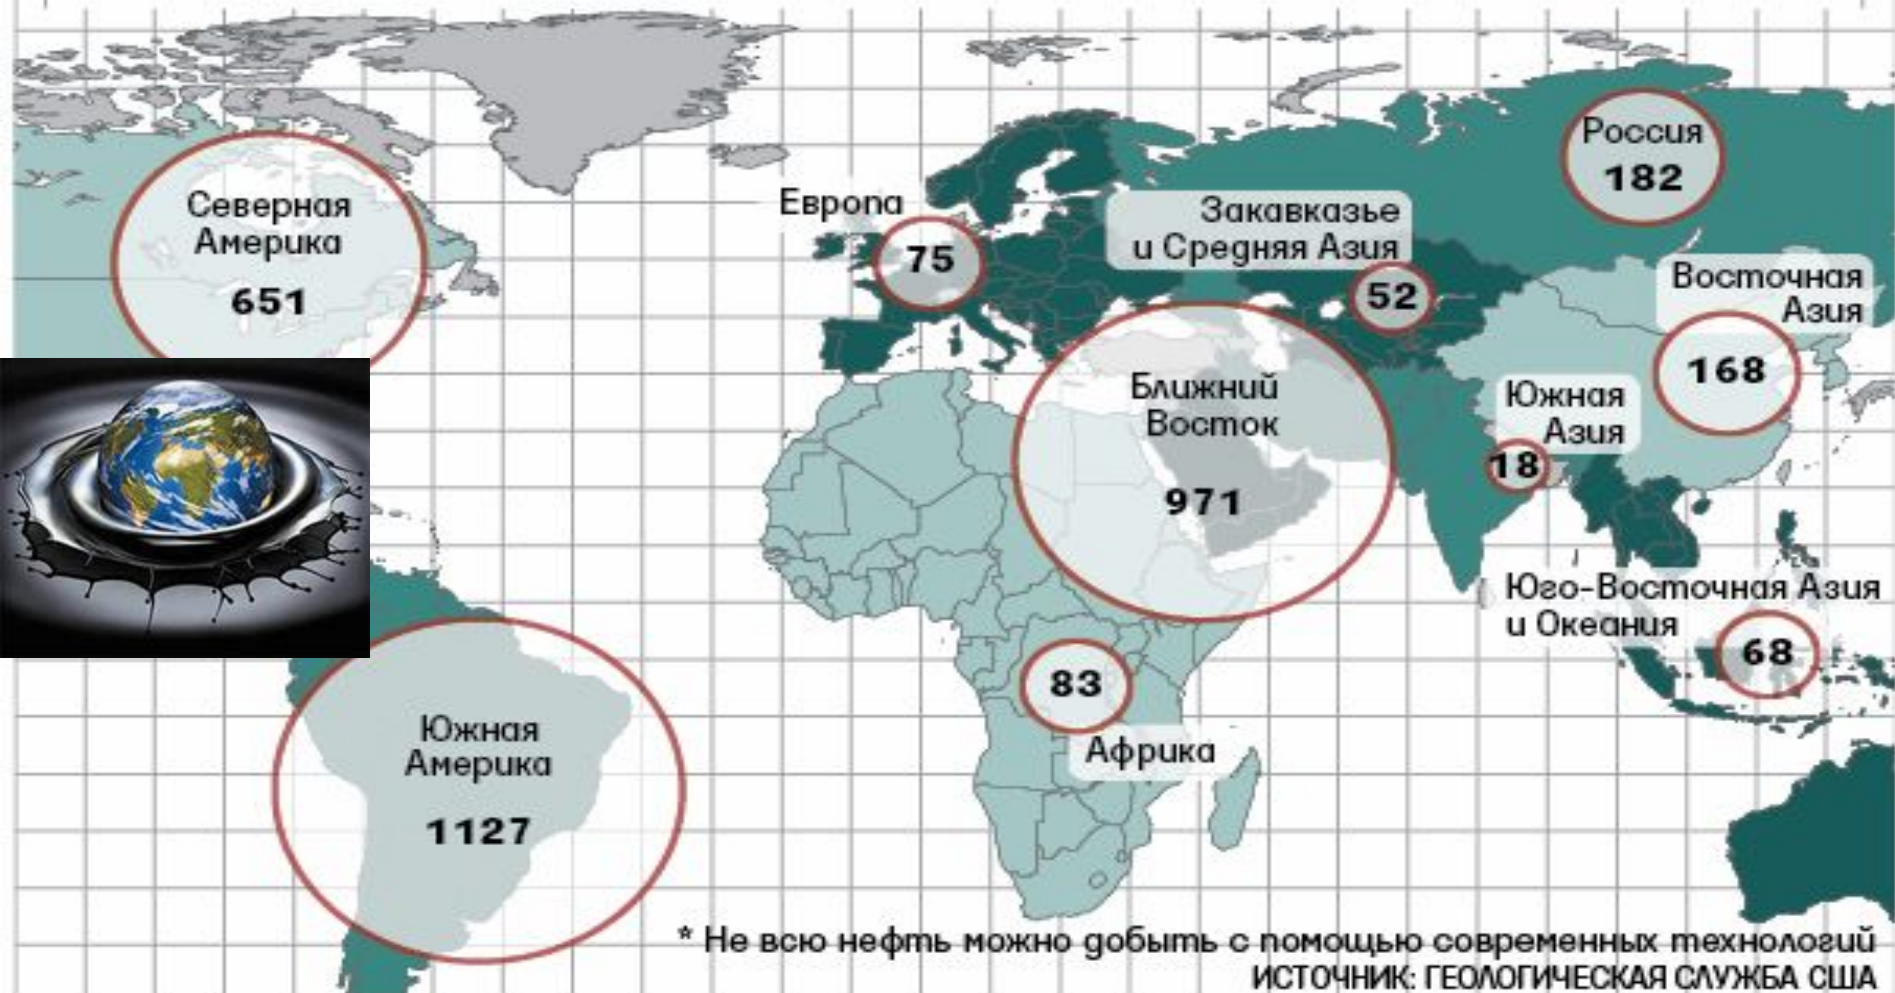 Северная
Америка
651
Европа
75
Закавказье
и Средняя Азия
52
Россия
182
Восточная
Азия
168
Южная
Азия
18
Ближний
Восток
971
Юго-Восточная Азия
и Океания
68
83
Африка
Южная
Америка
1127
* Не всю нефть можно добыть с помощью современных технологий
ИСТОЧНИК: ГЕОЛОГИЧЕСКАЯ СЛУЖБА США